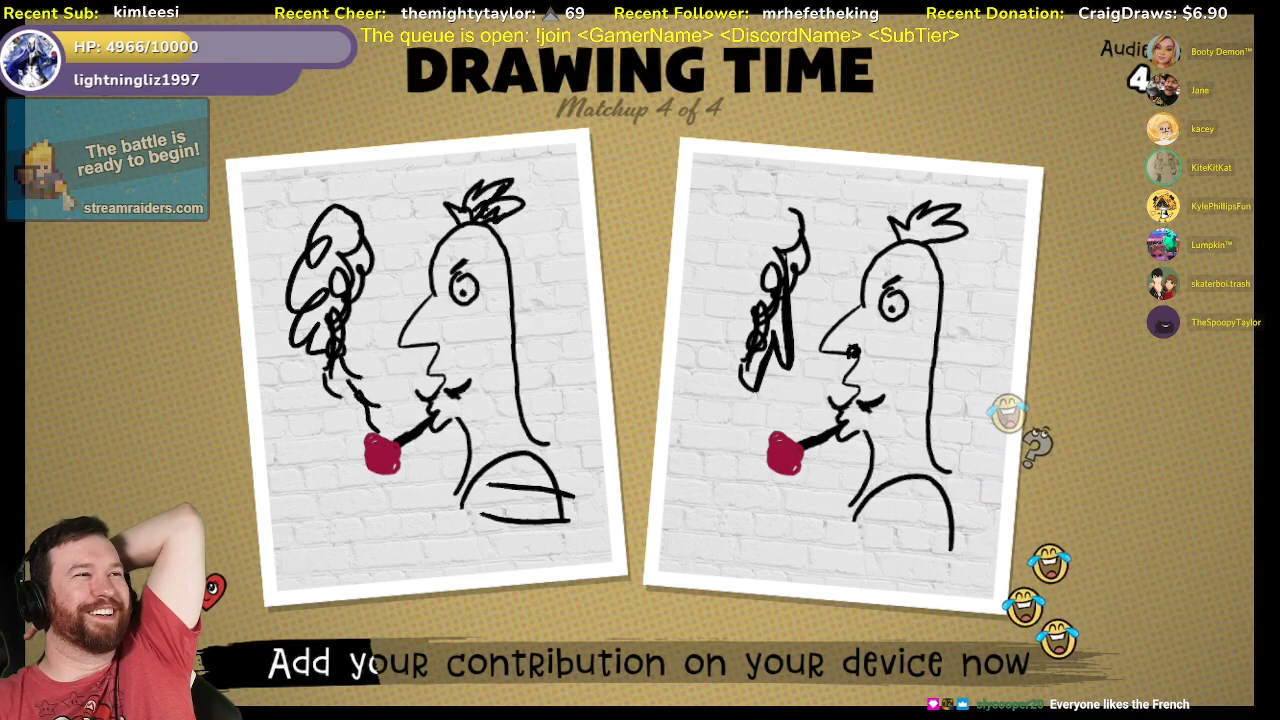 Recent Sub: kimleesi
Recent Cheer: themightytaylor: 69
Recent Follower: mrhefetheking
Recent Donation: CraigDraws: $6.90
The queue is open: !join <GamerName> <DiscordName> <SubTier>
HP: 4966/10000
lightningliz1997
DRAWING TIME
Matchup 4 of 4
The battle is
ready to begin!
streamraiders.com
4
Booty Demon™
Jane
kacey
KiteKitKat
KylePhillipsFun
Lumpkin™
skaterboi.trash
TheSpoopyTaylor
Add your contribution on your device now
slycooper20 Everyone likes the French